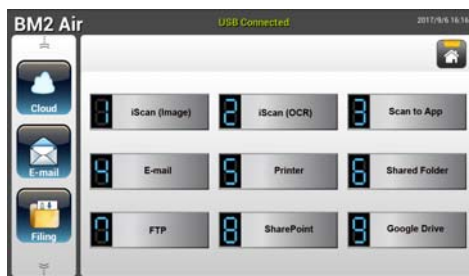 BM2 Air
USB Connected
2017/9/6 16:16
Cloud
E-mail
Filing
1 iScan (Image)
2 iScan (OCR)
3 Scan to App
4 E-mail
5 Printer
6 Shared Folder
7 FTP
8 SharePoint
9 Google Drive